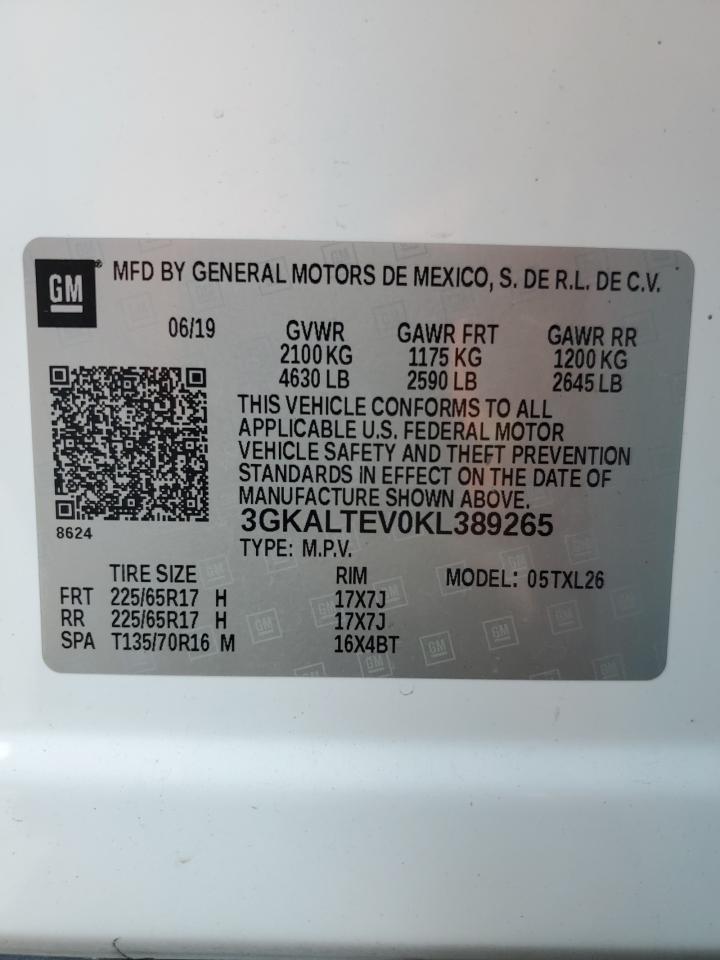 GM ® MFD BY GENERAL MOTORS DE MEXICO, S. DE R.L. DE C.V.
06/19 GVWR GAWR FRT GAWR RR
2100 KG 1175 KG 1200 KG
4630 LB 2590 LB 2645 LB
THIS VEHICLE CONFORMS TO ALL
APPLICABLE U.S. FEDERAL MOTOR
VEHICLE SAFETY AND THEFT PREVENTION
STANDARDS IN EFFECT ON THE DATE OF
MANUFACTURE SHOWN ABOVE.
8624 3GKALTEV0KL389265
TYPE: M.P.V.
TIRE SIZE RIM MODEL: 05TXL26
FRT 225/65R17 H 17X7J
RR 225/65R17 H 17X7J
SPA T135/70R16 M 16X4BT